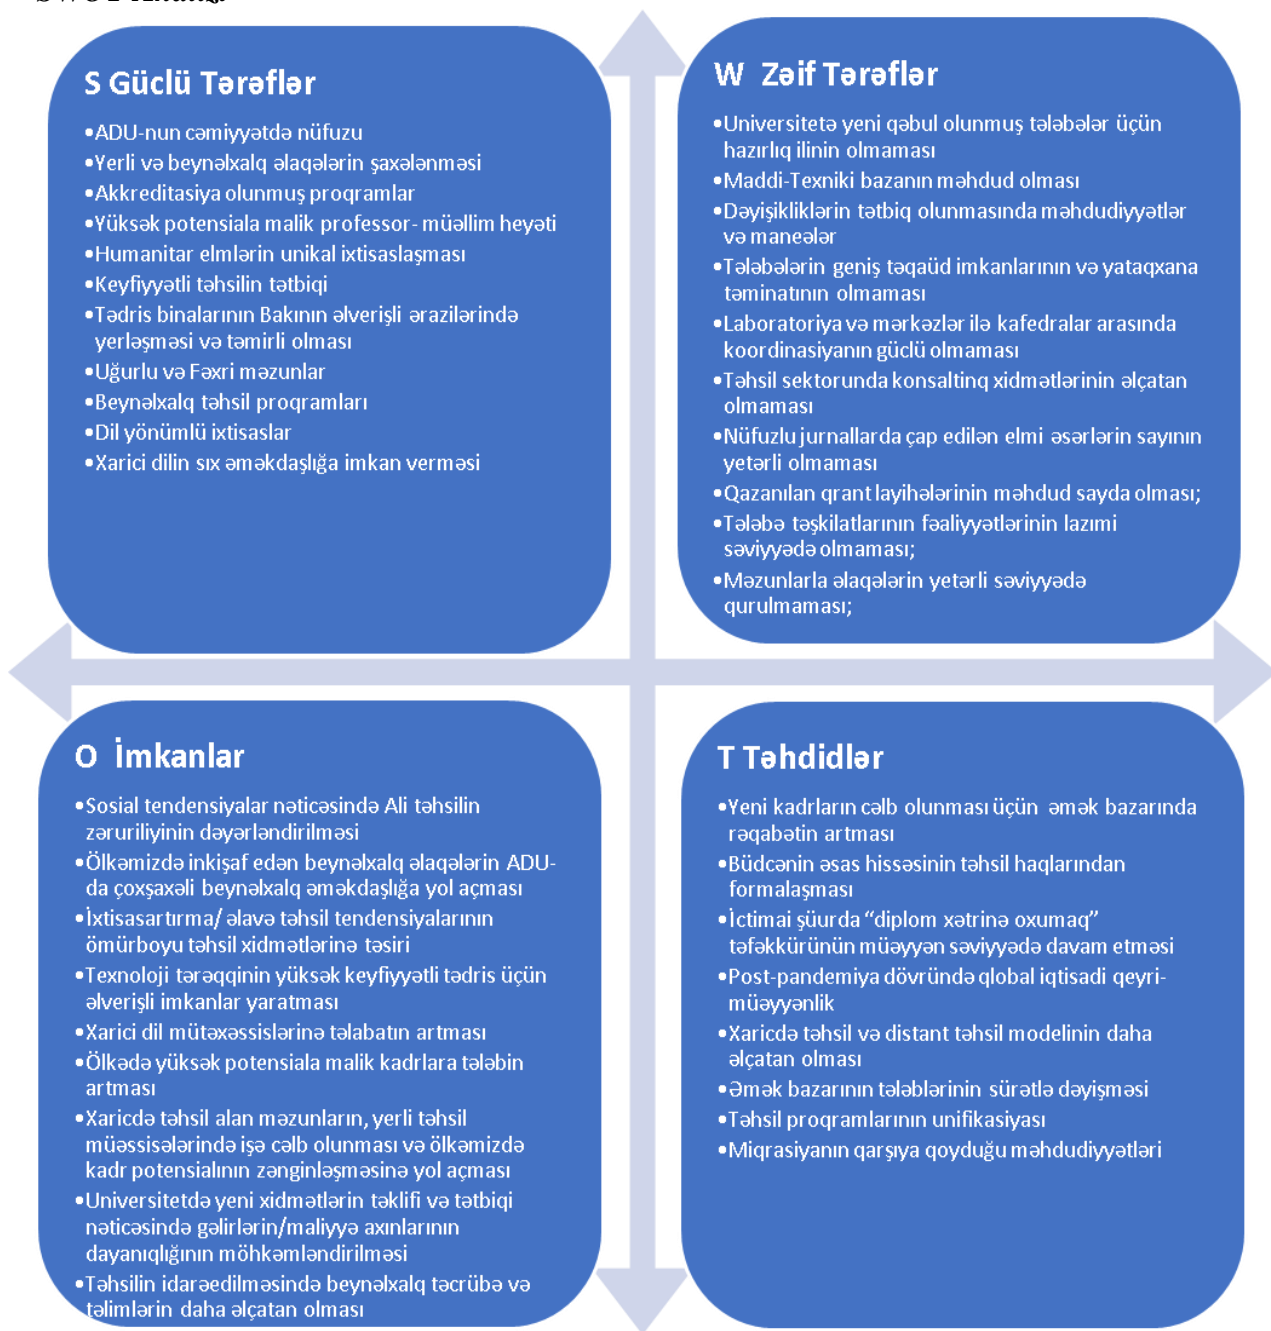 S Güclü Tərəflər
•ADU-nun cəmiyyətdə nüfuzu
•Yerli və beynəlxalq əlaqələrin şaxələnməsi
•Akkreditasiya olunmuş proqramlar
•Yüksək potensiala malik professor- müəllim heyəti
•Humanitar elmlərin unikal ixtisaslaşması
•Keyfiyyətli təhsilin tətbiqi
•Tədris binalarının Bakının əlverişli ərazilərində
yerləşməsi və təmirli olması
•Uğurlu və Fəxri məzunlar
•Beynəlxalq təhsil proqramları
•Dil yönümlü ixtisaslar
•Xarici dilin sıx əməkdaşlığa imkan verməsi
W Zəif Tərəflər
•Universitetə yeni qəbul olunmuş tələbələr üçün
hazırlıq ilinin olmaması
•Maddi-Texniki bazanın məhdud olması
•Dəyişikliklərin tətbiq olunmasında məhdudiyyətlər
və maneələr
•Tələbələrin geniş təqaüd imkanlarının və yataqxana
təminatının olmaması
•Laboratoriya və mərkəzlər ilə kafedralar arasında
koordinasiyanın güclü olmaması
•Təhsil sektorunda konsaltinq xidmətlərinin əlçatan
olmaması
•Nüfuzlu jurnallarda çap edilən elmi əsərlərin sayının
yetərli olmaması
•Qazanılan qrant layihələrinin məhdud sayda olması;
•Tələbə təşkilatlarının fəaliyyətlərinin lazımi
səviyyədə olmaması;
•Məzunlarla əlaqələrin yetərli səviyyədə
qurulmaması;
O İmkanlar
•Sosial tendensiyalar nəticəsində Ali təhsilin
zəruriliyinin dəyərləndirilməsi
•Ölkəmizdə inkişaf edən beynəlxalq əlaqələrin ADU-
da çoxşaxəli beynəlxalq əməkdaşlığa yol açması
•İxtisasartırma/ əlavə təhsil tendensiyalarının
ömürboyu təhsil xidmətlərinə təsiri
•Texnoloji tərəqqinin yüksək keyfiyyətli tədris üçün
əlverişli imkanlar yaratması
•Xarici dil mütəxəssislərinə təlabatın artması
•Ölkədə yüksək potensiala malik kadrlara tələbin
artması
•Xaricdə təhsil alan məzunların, yerli təhsil
müəssisələrində işə cəlb olunması və ölkəmizdə
kadr potensialının zənginləşməsinə yol açması
•Universitetdə yeni xidmətlərin təklifi və tətbiqi
nəticəsində gəlirlərin/maliyyə axınlarının
dayanıqlığının möhkəmləndirilməsi
•Təhsilin idarəedilməsində beynəlxalq təcrübə və
təlimlərin daha əlçatan olması
T Təhdidlər
•Yeni kadrların cəlb olunması üçün əmək bazarında
rəqabətin artması
•Büdcənin əsas hissəsinin təhsil haqlarından
formalaşması
•İctimai şüurda “diplom xətrinə oxumaq”
təfəkkürünün müəyyən səviyyədə davam etməsi
•Post-pandemiya dövründə qlobal iqtisadi qeyri-
müəyyənlik
•Xaricdə təhsil və distant təhsil modelinin daha
əlçatan olması
•Əmək bazarının tələblərinin sürətlə dəyişməsi
•Təhsil proqramlarının unifikasiyası
•Miqrasiyanın qarşıya qoyduğu məhdudiyyətləri